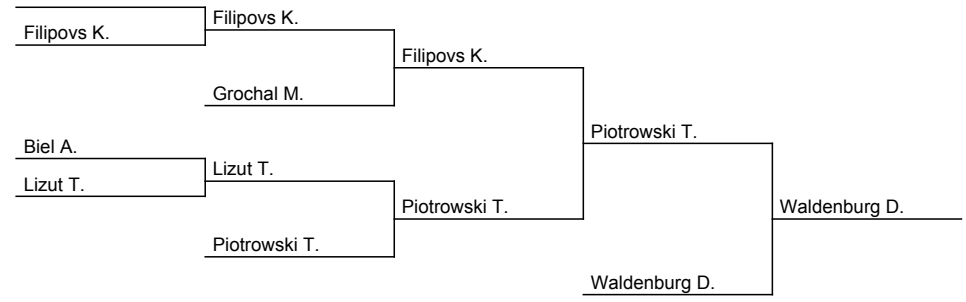 Filipovs K.
Filipovs K.
Filipovs K.
Grochal M.
Piotrowski T.
Biel A.
Lizut T.
Lizut T.
Piotrowski T.
Waldenburg D.
Piotrowski T.
Waldenburg D.